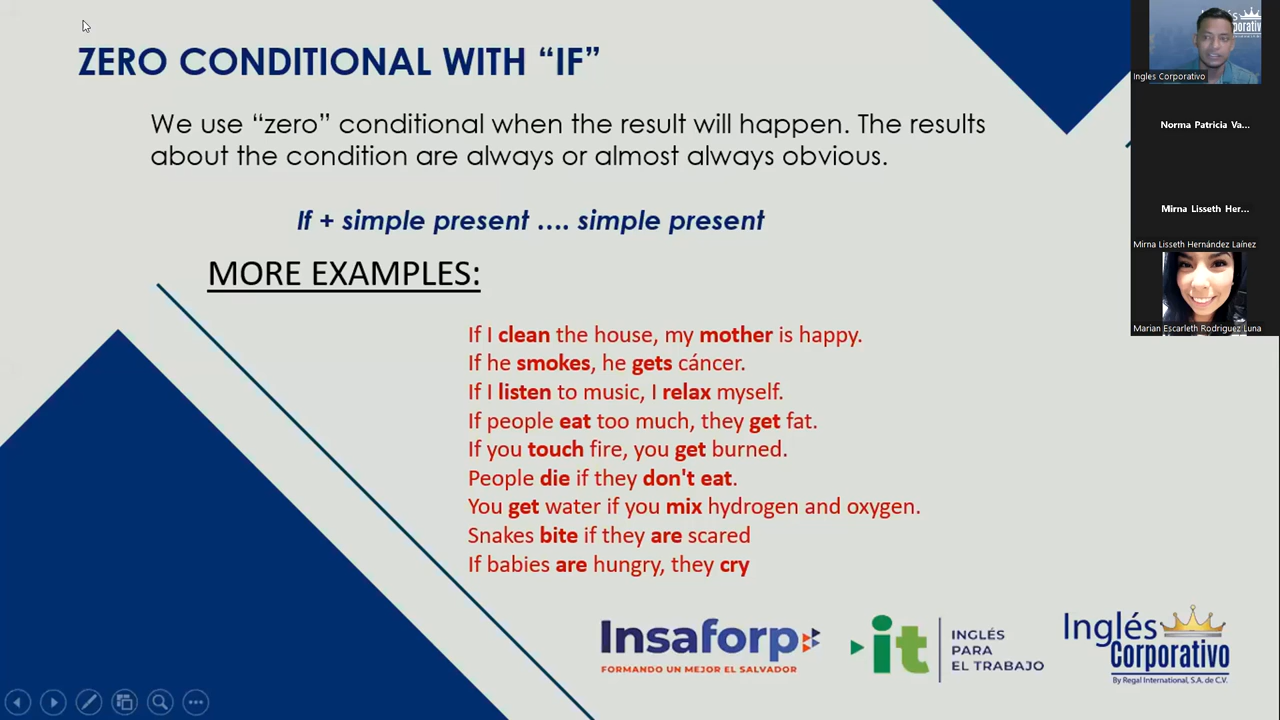 ZERO CONDITIONAL WITH “IF”
We use “zero” conditional when the result will happen. The results
about the condition are always or almost always obvious.
If + simple present .... simple present
MORE EXAMPLES:
If I clean the house, my mother is happy.
If he smokes, he gets cáncer.
If I listen to music, I relax myself.
If people eat too much, they get fat.
If you touch fire, you get burned.
People die if they don't eat.
You get water if you mix hydrogen and oxygen.
Snakes bite if they are scared
If babies are hungry, they cry
Insaforp
FORMANDO UN MEJOR EL SALVADOR
it
INGLÉS
PARA
EL TRABAJO
Inglés
Corporativo
By Regal International, S.A. de C.V.
Ingles Corporativo
Norma Patricia Va...
Mirna Lisseth Her...
Mirna Lisseth Hernández Laínez
Marian Escarleth Rodriguez Luna